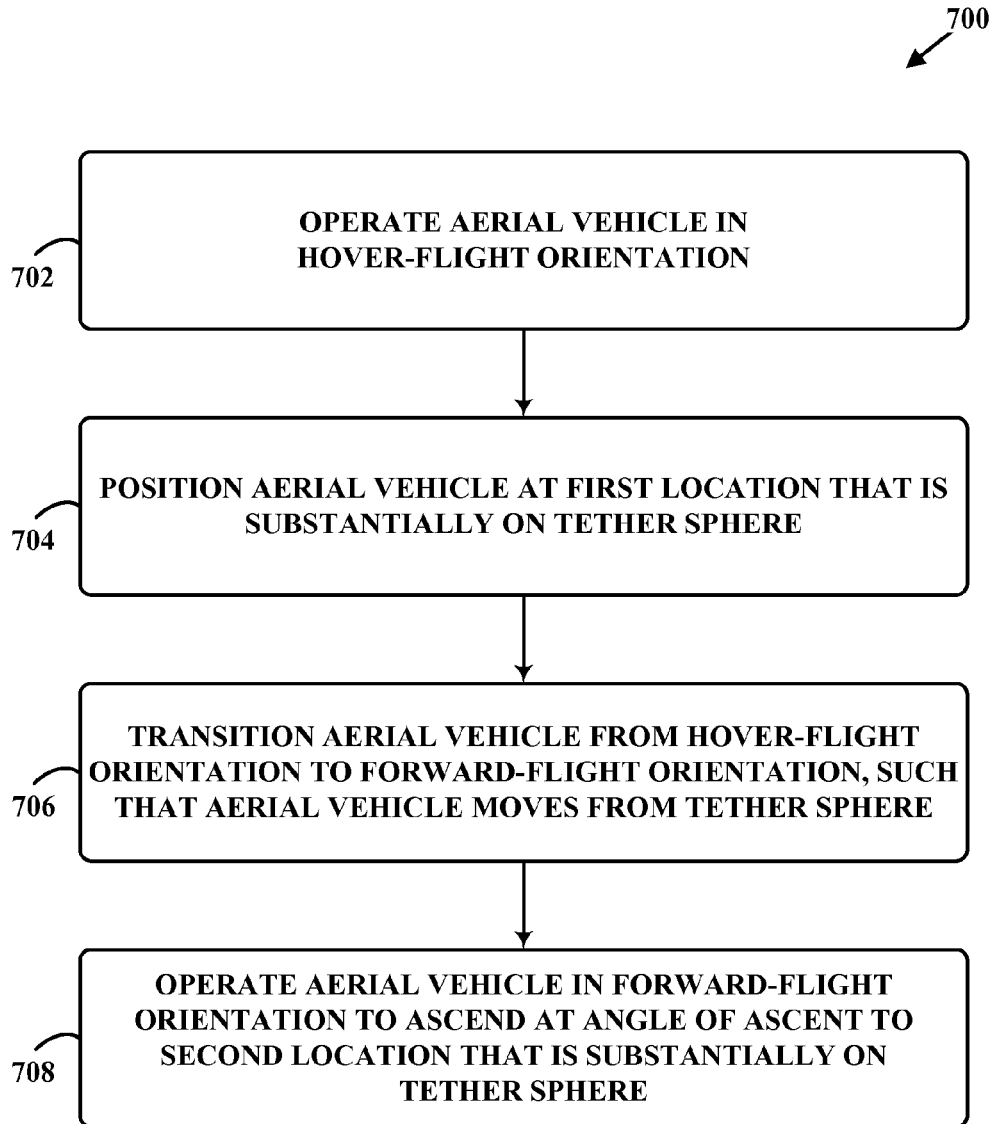 700
OPERATE AERIAL VEHICLE IN
HOVER-FLIGHT ORIENTATION
702
POSITION AERIAL VEHICLE AT FIRST LOCATION THAT IS
SUBSTANTIALLY ON TETHER SPHERE
704
TRANSITION AERIAL VEHICLE FROM HOVER-FLIGHT
ORIENTATION TO FORWARD-FLIGHT ORIENTATION, SUCH
THAT AERIAL VEHICLE MOVES FROM TETHER SPHERE
706
OPERATE AERIAL VEHICLE IN FORWARD-FLIGHT
ORIENTATION TO ASCEND AT ANGLE OF ASCENT TO
SECOND LOCATION THAT IS SUBSTANTIALLY ON
TETHER SPHERE
708